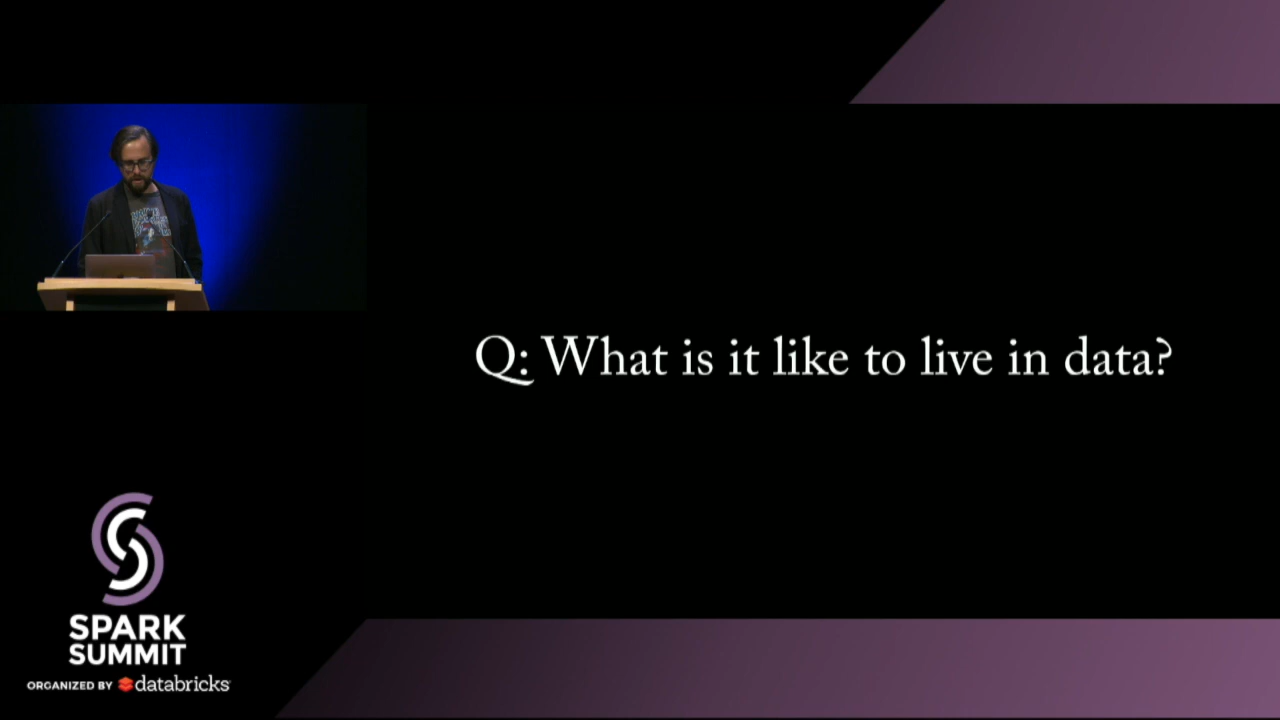 Q: What is it like to live in data?
SPARK
SUMMIT
ORGANIZED BY databricks